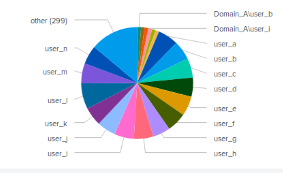 other (299)
user_n
user_m
user_l
user_k
user_j
user_i
Domain_A\user_b
Domain_A\user_i
user_a
user_b
user_c
user_d
user_e
user_f
user_g
user_h